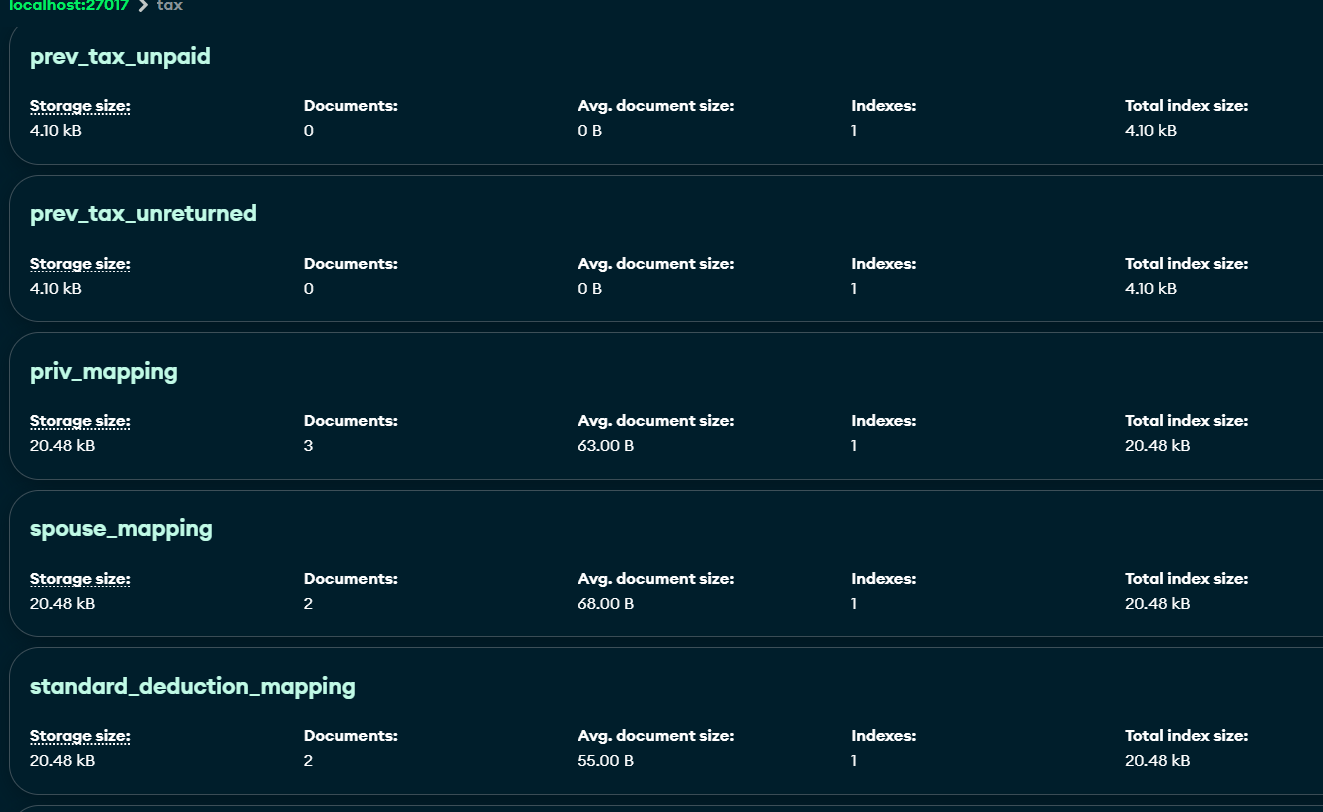 localhost:27017 > tax
prev_tax_unpaid
Storage size: Documents: Avg. document size: Indexes: Total index size:
4.10 kB 0 0 B 1 4.10 kB
prev_tax_unreturned
Storage size: Documents: Avg. document size: Indexes: Total index size:
4.10 kB 0 0 B 1 4.10 kB
priv_mapping
Storage size: Documents: Avg. document size: Indexes: Total index size:
20.48 kB 3 63.00 B 1 20.48 kB
spouse_mapping
Storage size: Documents: Avg. document size: Indexes: Total index size:
20.48 kB 2 68.00 B 1 20.48 kB
standard_deduction_mapping
Storage size: Documents: Avg. document size: Indexes: Total index size:
20.48 kB 2 55.00 B 1 20.48 kB